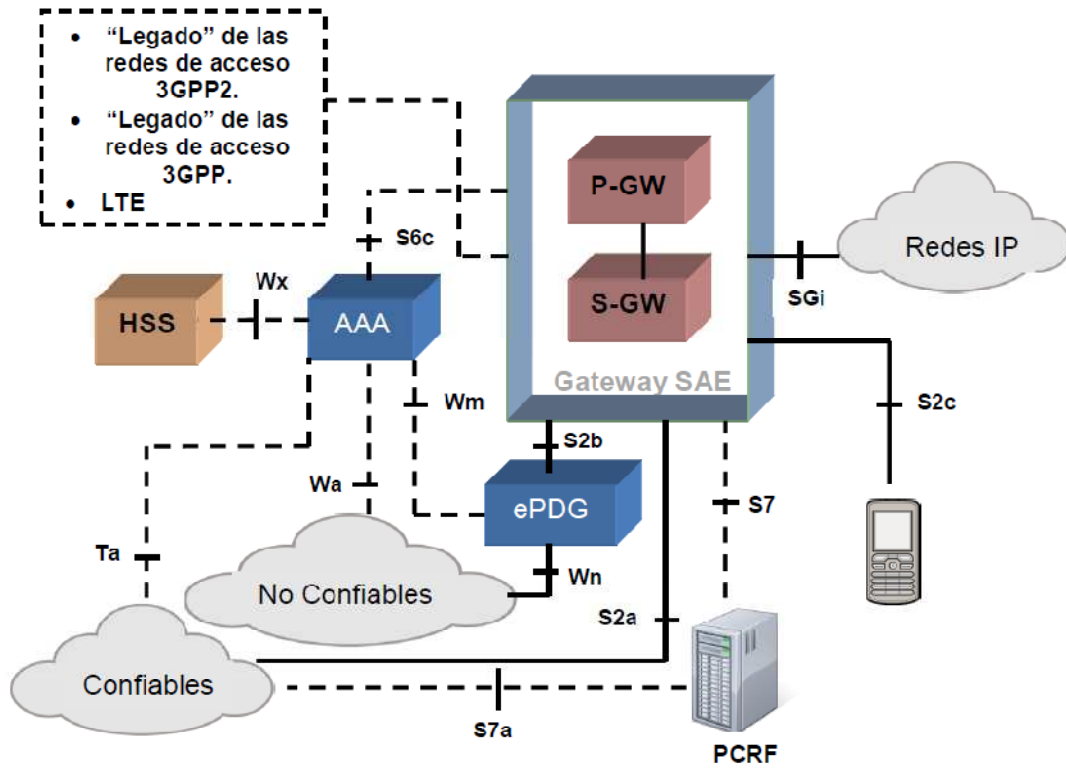 • “Legado” de las
redes de acceso
3GPP2.
• “Legado” de las
redes de acceso
3GPP.
• LTE
P-GW
S6c
Redes IP
Wx
SGi
HSS
AAA
S-GW
Gateway SAE
Wm
S2c
S2b
Wa
ePDG
S7
Ta
No Confiables
Wn
S2a
Confiables
S7a
PCRF